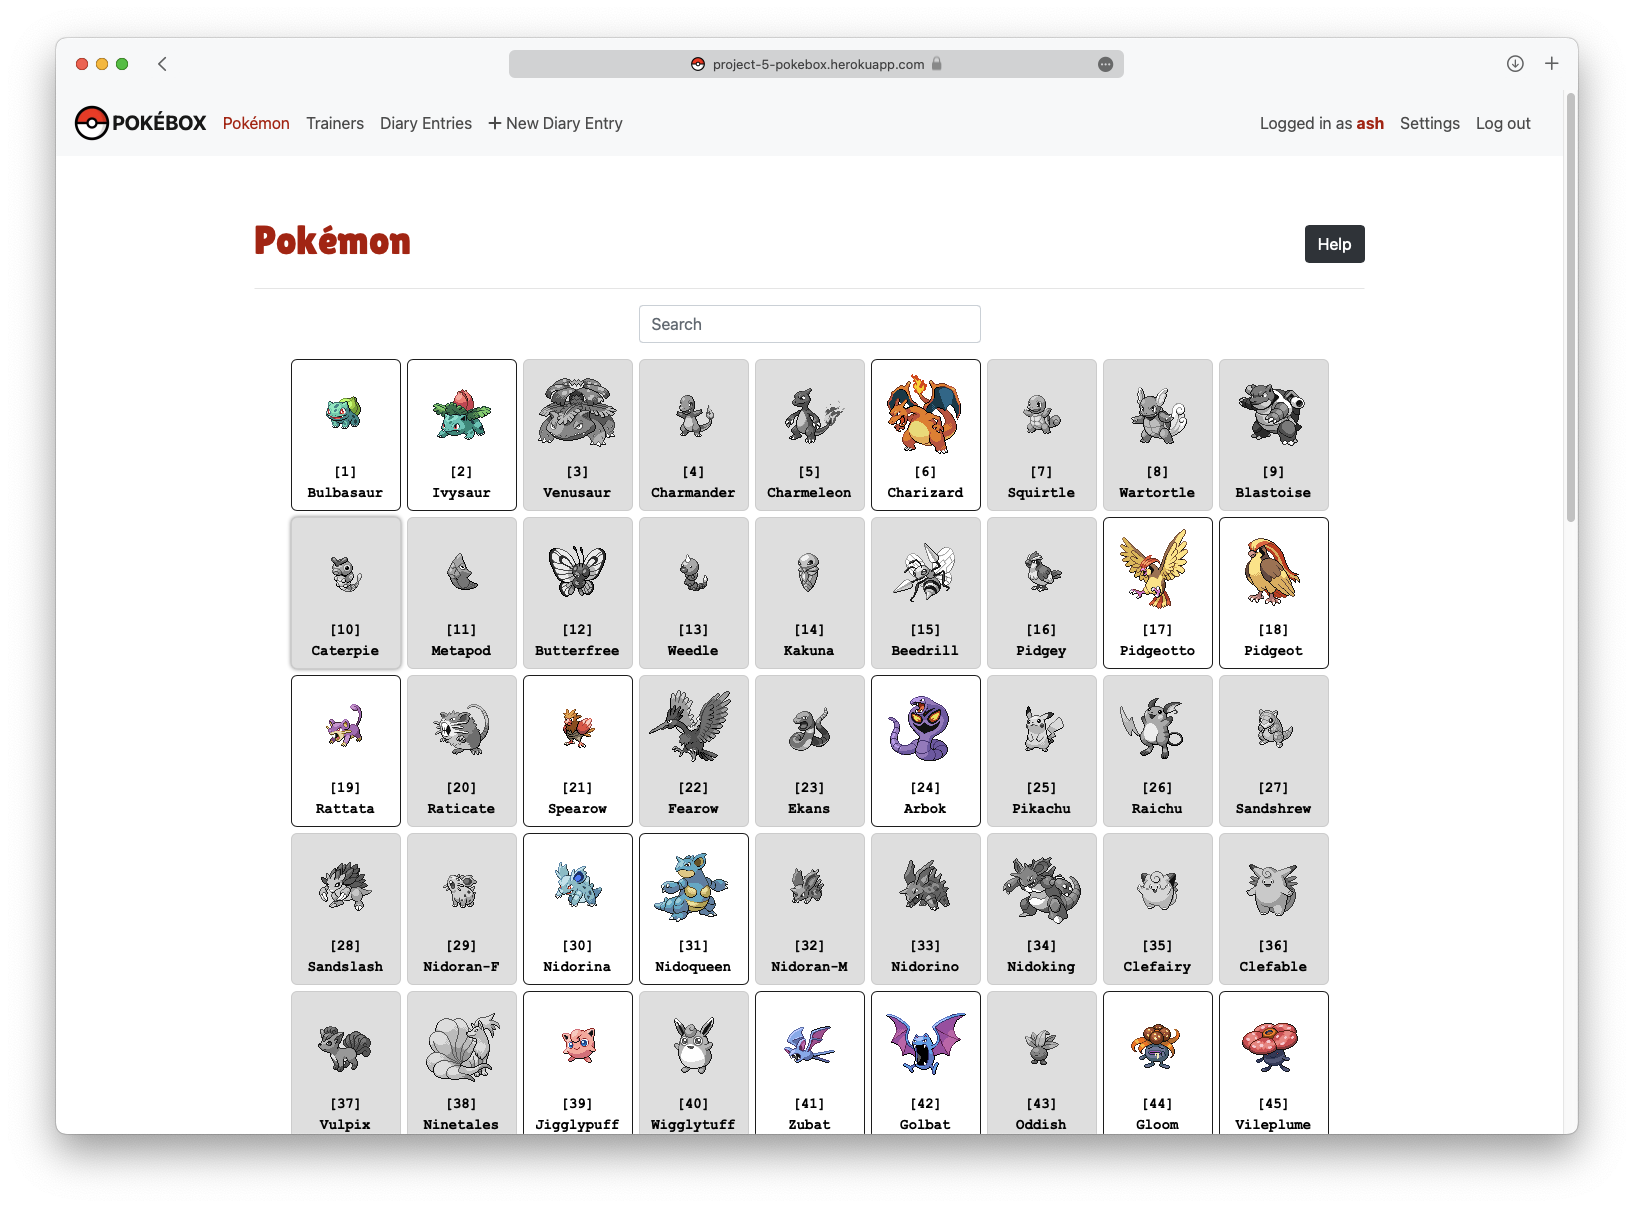 project-5-pokebox.herokuapp.com
POKÉBOX Pokémon Trainers Diary Entries + New Diary Entry Logged in as ash Settings Log out
Pokémon Help
Search
[1] [2] [3] [4] [5] [6] [7] [8] [9]
Bulbasaur Ivysaur Venusaur Charmander Charmeleon Charizard Squirtle Wartortle Blastoise
[10] [11] [12] [13] [14] [15] [16] [17] [18]
Caterpie Metapod Butterfree Weedle Kakuna Beedrill Pidgey Pidgeotto Pidgeot
[19] [20] [21] [22] [23] [24] [25] [26] [27]
Rattata Raticate Spearow Fearow Ekans Arbok Pikachu Raichu Sandshrew
[28] [29] [30] [31] [32] [33] [34] [35] [36]
Sandslash Nidoran-F Nidorina Nidoqueen Nidoran-M Nidorino Nidoking Clefairy Clefable
[37] [38] [39] [40] [41] [42] [43] [44] [45]
Vulpix Ninetales Jigglypuff Wigglytuff Zubat Golbat Oddish Gloom Vileplume